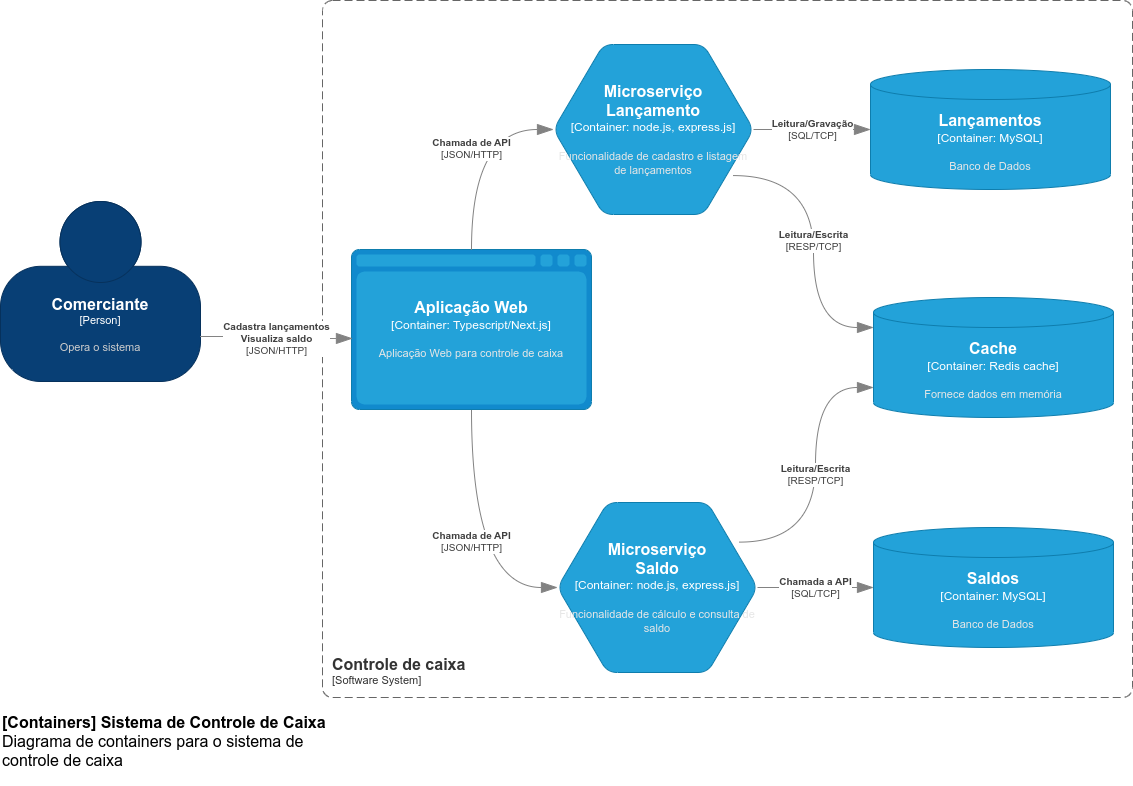 Microserviço
Lançamento
[Container: node.js, express.js]
Funcionalidade de cadastro e listagem
de lançamentos
Leitura/Gravação
[SQL/TCP]
Lançamentos
[Container: MySQL]
Banco de Dados
Chamada de API
[JSON/HTTP]
Leitura/Escrita
[RESP/TCP]
Comerciante
[Person]
Opera o sistema
Cadastra lançamentos
Visualiza saldo
[JSON/HTTP]
Aplicação Web
[Container: Typescript/Next.js]
Aplicação Web para controle de caixa
Cache
[Container: Redis cache]
Fornece dados em memória
Leitura/Escrita
[RESP/TCP]
Chamada de API
[JSON/HTTP]
Microserviço
Saldo
[Container: node.js, express.js]
Funcionalidade de cálculo e consulta de
saldo
Chamada a API
[SQL/TCP]
Saldos
[Container: MySQL]
Banco de Dados
Controle de caixa
[Software System]
[Containers] Sistema de Controle de Caixa
Diagrama de containers para o sistema de
controle de caixa